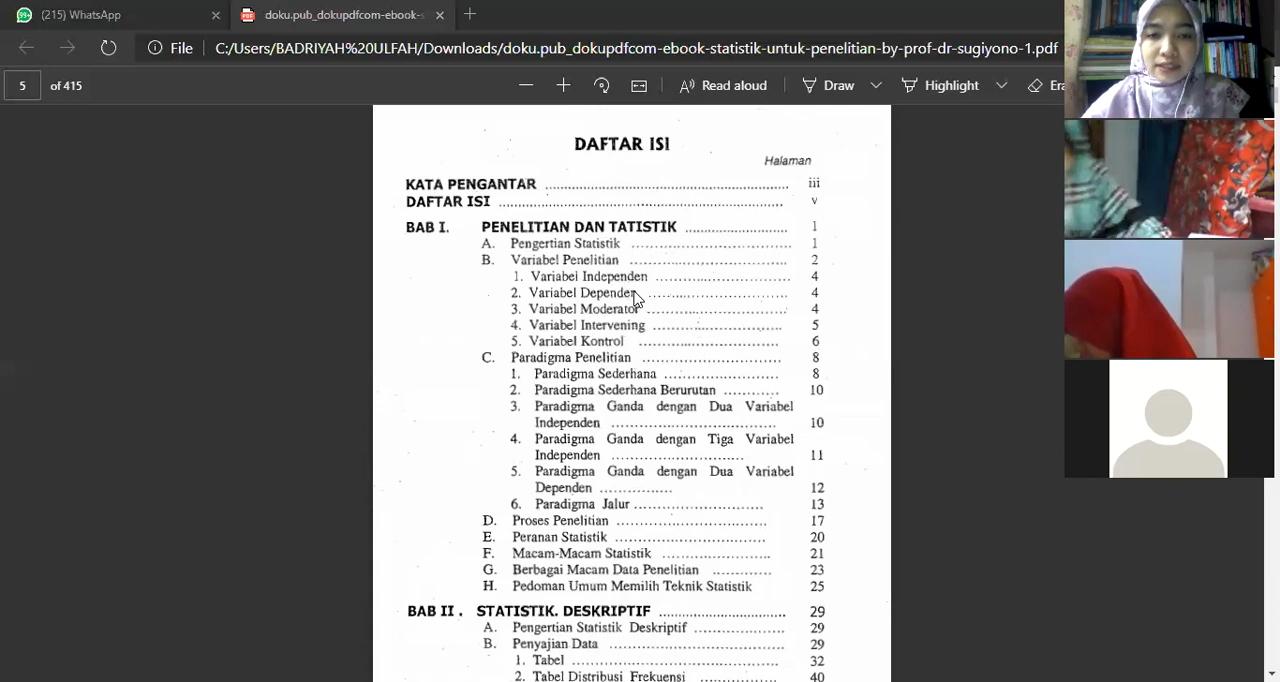 (215) WhatsApp
doku.pub_dokupdfcom-ebook-s
File C:/Users/BADRIYAH%20ULFAH/Downloads/doku.pub_dokupdfcom-ebook-statistik-untuk-penelitian-by-prof-dr-sugiyono-1.pdf
5 of 415 Read aloud Draw Highlight Era
DAFTAR ISI
Halaman
KATA PENGANTAR ........ iii
DAFTAR ISI ........ v
BAB I. PENELITIAN DAN TATISTIK ........ 1
A. Pengertian Statistik ........ 1
B. Variabel Penelitian ........ 2
1. Variabel Independen ........ 4
2. Variabel Dependen ........ 4
3. Variabel Moderator ........ 4
4. Variabel Intervening ........ 5
5. Variabel Kontrol ........ 6
C. Paradigma Penelitian ........ 8
1. Paradigma Sederhana ........ 8
2. Paradigma Sederhana Berurutan ........ 10
3. Paradigma Ganda dengan Dua Variabel
Independen ........ 10
4. Paradigma Ganda dengan Tiga Variabel
Independen ........ 11
5. Paradigma Ganda dengan Dua Variabel
Dependen ........ 12
6. Paradigma Jalur ........ 13
D. Proses Penelitian ........ 17
E. Peranan Statistik ........ 20
F. Macam-Macam Statistik ........ 21
G. Berbagai Macam Data Penelitian ........ 23
H. Pedoman Umum Memilih Teknik Statistik 25
BAB II . STATISTIK. DESKRIPTIF ........ 29
A. Pengertian Statistik Deskriptif ........ 29
B. Penyajian Data ........ 29
1. Tabel ........ 32
2. Tabel Distribusi Frekuensi ........ 40